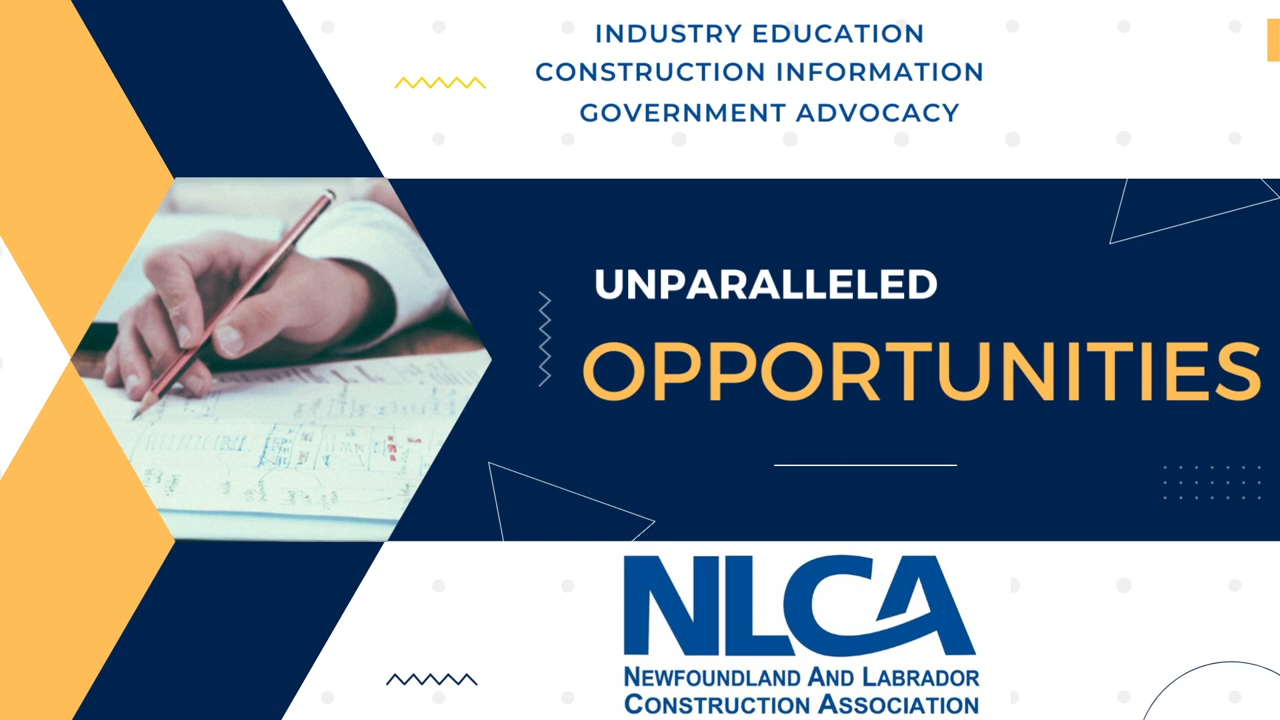 INDUSTRY EDUCATION
CONSTRUCTION INFORMATION
GOVERNMENT ADVOCACY
UNPARALLELED
OPPORTUNITIES
NLCA
NEWFOUNDLAND AND LABRADOR
CONSTRUCTION ASSOCIATION